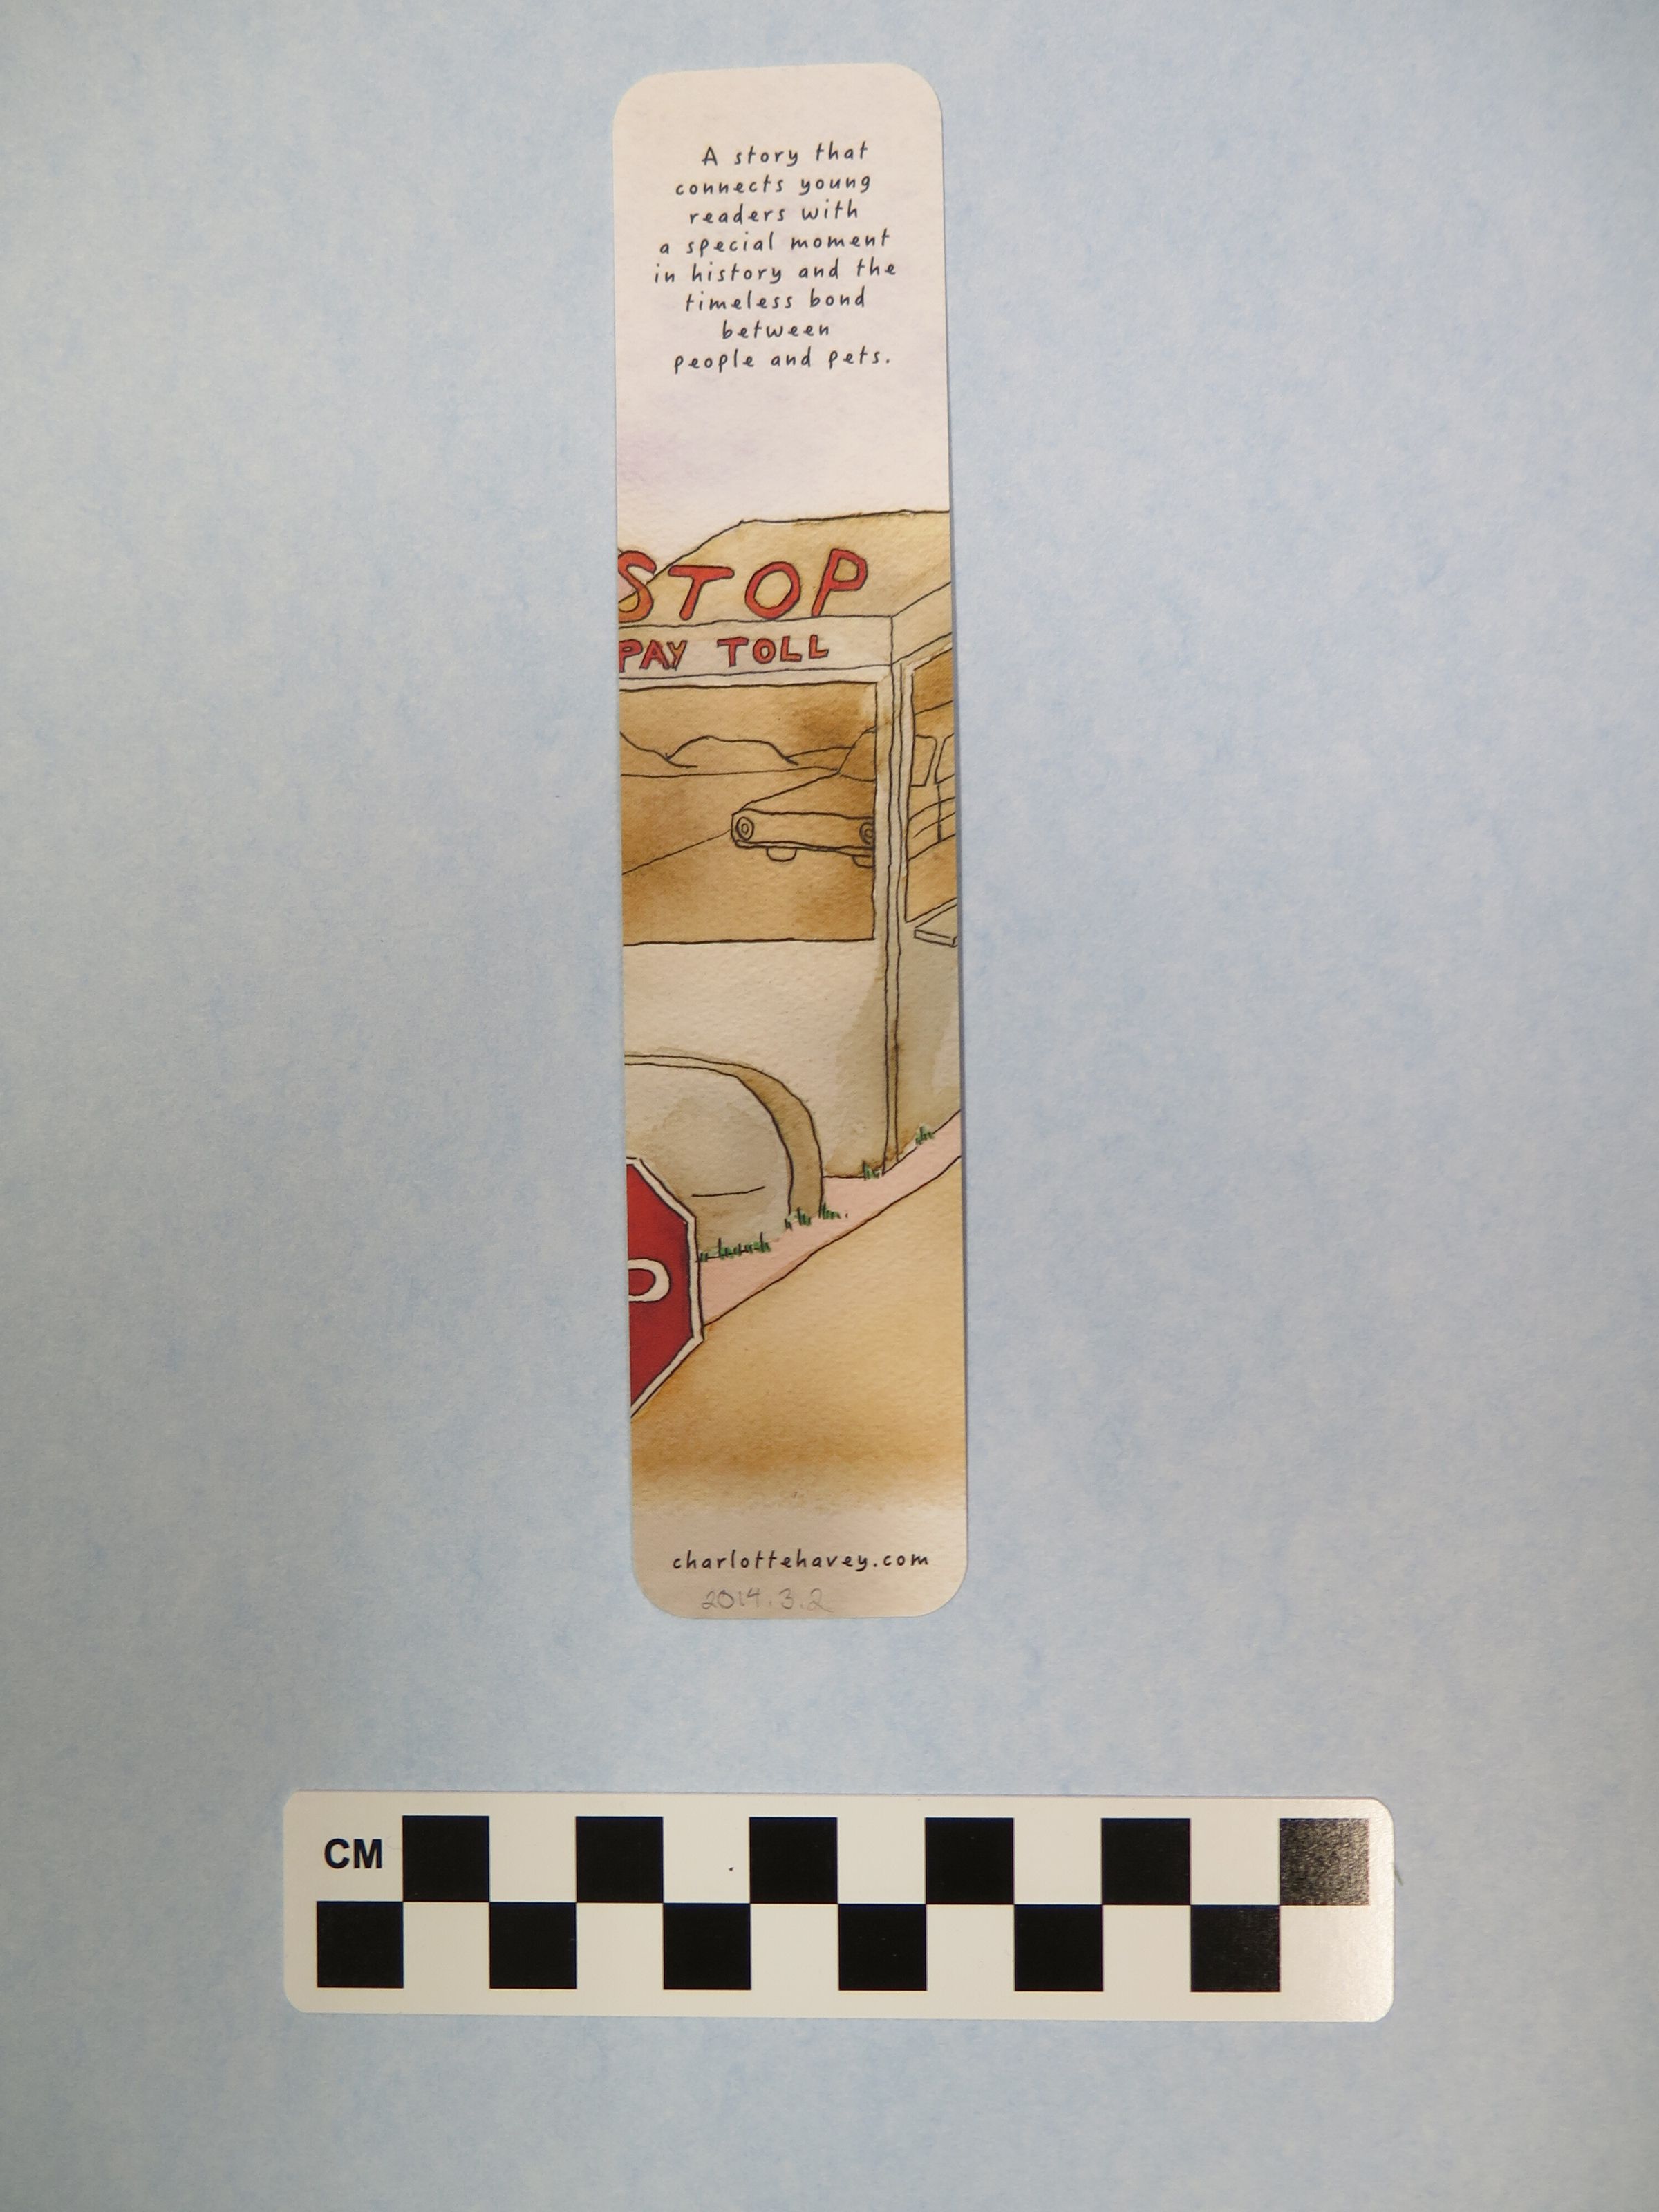 A story that
connects young
readers with
a special moment
in history and the
timeless bond
between
people and pets.
STOP
PAY TOLL
charlottehavey.com
2014.3.2
CM